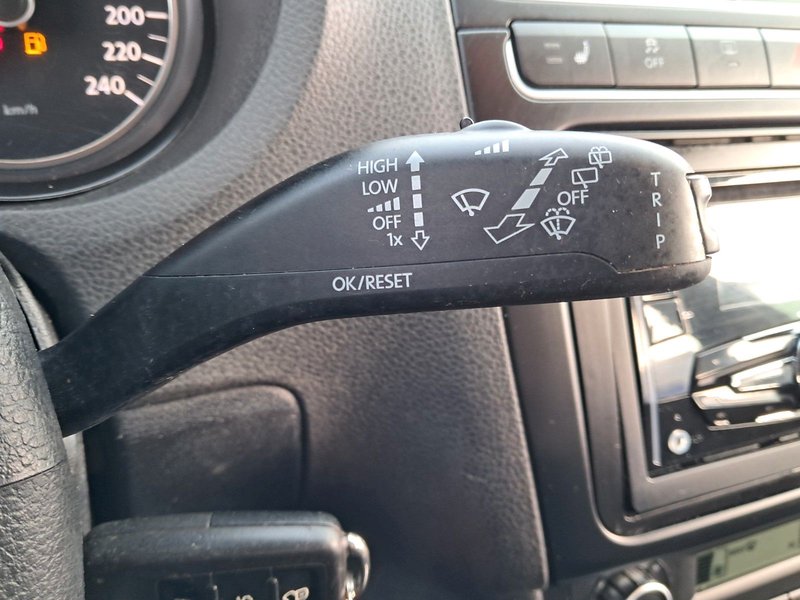 200
220
240
km/h
OFF
HIGH
LOW
OFF
1x
OFF
TRIP
OK/RESET